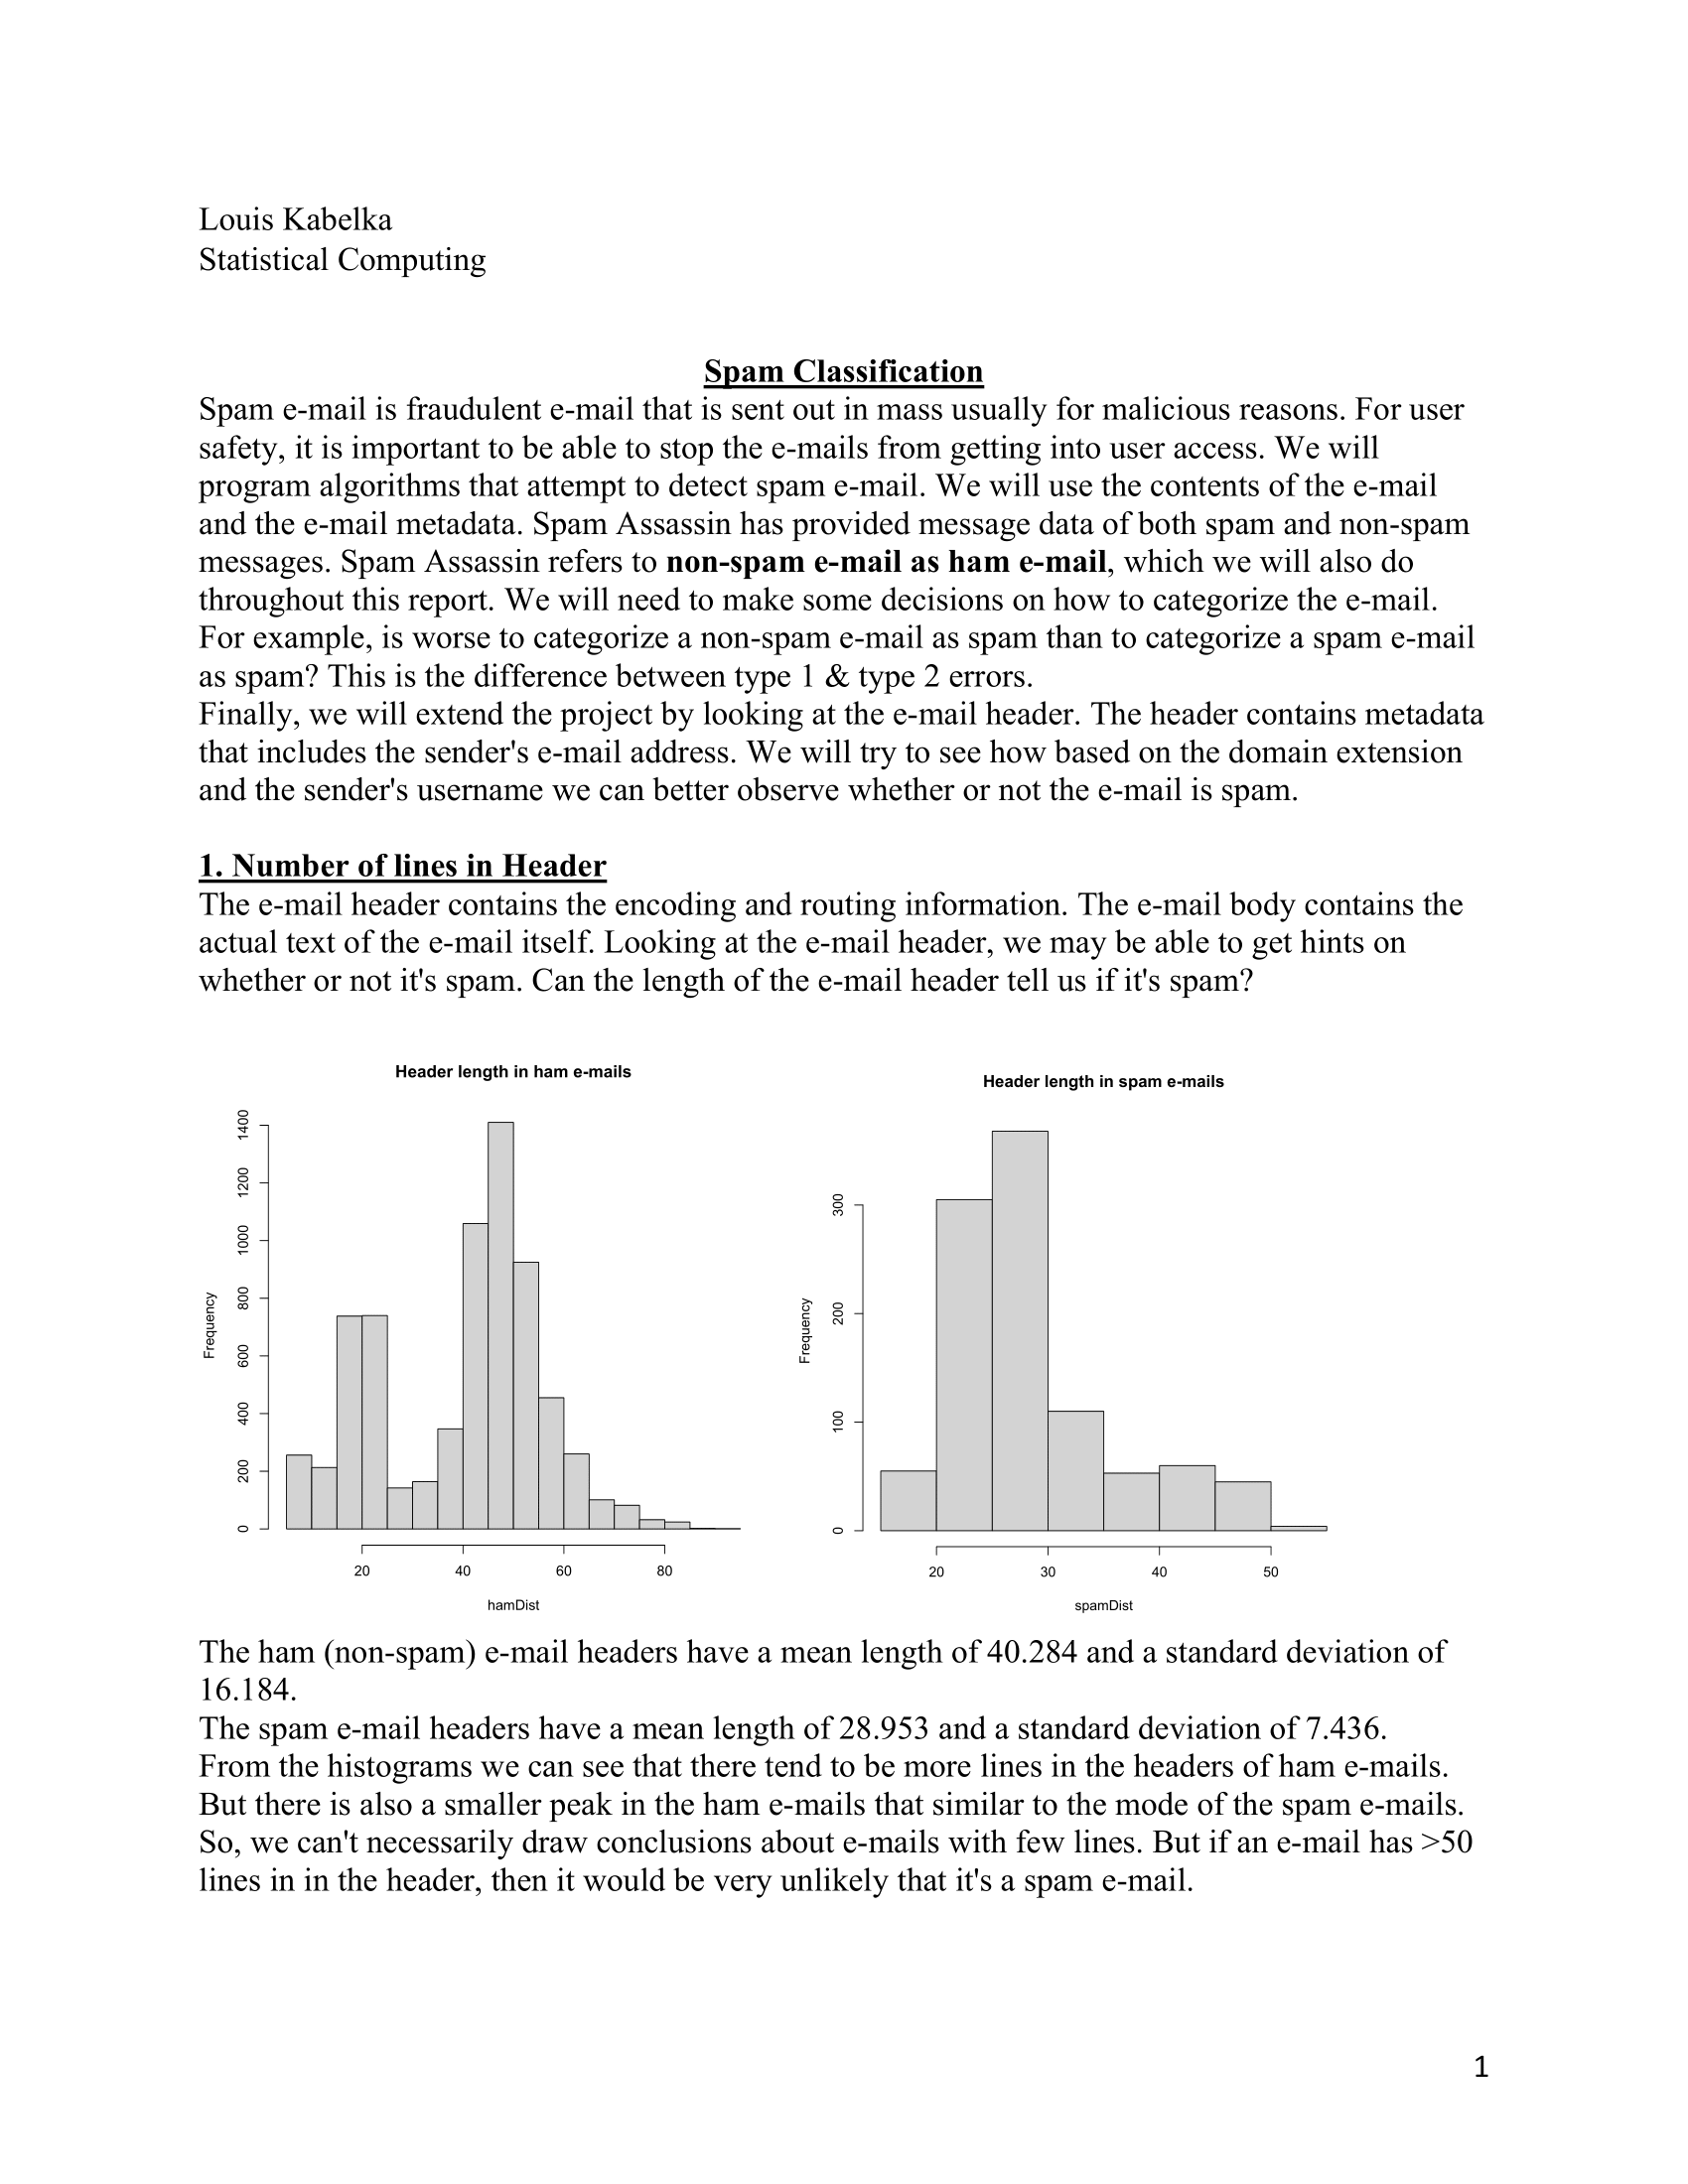 Louis Kabelka
Statistical Computing
Spam Classification
Spam e-mail is fraudulent e-mail that is sent out in mass usually for malicious reasons. For user
safety, it is important to be able to stop the e-mails from getting into user access. We will
program algorithms that attempt to detect spam e-mail. We will use the contents of the e-mail
and the e-mail metadata. Spam Assassin has provided message data of both spam and non-spam
messages. Spam Assassin refers to non-spam e-mail as ham e-mail, which we will also do
throughout this report. We will need to make some decisions on how to categorize the e-mail.
For example, is worse to categorize a non-spam e-mail as spam than to categorize a spam e-mail
as spam? This is the difference between type 1 & type 2 errors.
Finally, we will extend the project by looking at the e-mail header. The header contains metadata
that includes the sender's e-mail address. We will try to see how based on the domain extension
and the sender's username we can better observe whether or not the e-mail is spam.
1. Number of lines in Header
The e-mail header contains the encoding and routing information. The e-mail body contains the
actual text of the e-mail itself. Looking at the e-mail header, we may be able to get hints on
whether or not it's spam. Can the length of the e-mail header tell us if it's spam?
Header length in ham e-mails
Frequency
0 200 400 600 800 1000 1200 1400
20 40 60 80
hamDist
Header length in spam e-mails
Frequency
0 100 200 300
20 30 40 50
spamDist
The ham (non-spam) e-mail headers have a mean length of 40.284 and a standard deviation of
16.184.
The spam e-mail headers have a mean length of 28.953 and a standard deviation of 7.436.
From the histograms we can see that there tend to be more lines in the headers of ham e-mails.
But there is also a smaller peak in the ham e-mails that similar to the mode of the spam e-mails.
So, we can't necessarily draw conclusions about e-mails with few lines. But if an e-mail has >50
lines in in the header, then it would be very unlikely that it's a spam e-mail.
1